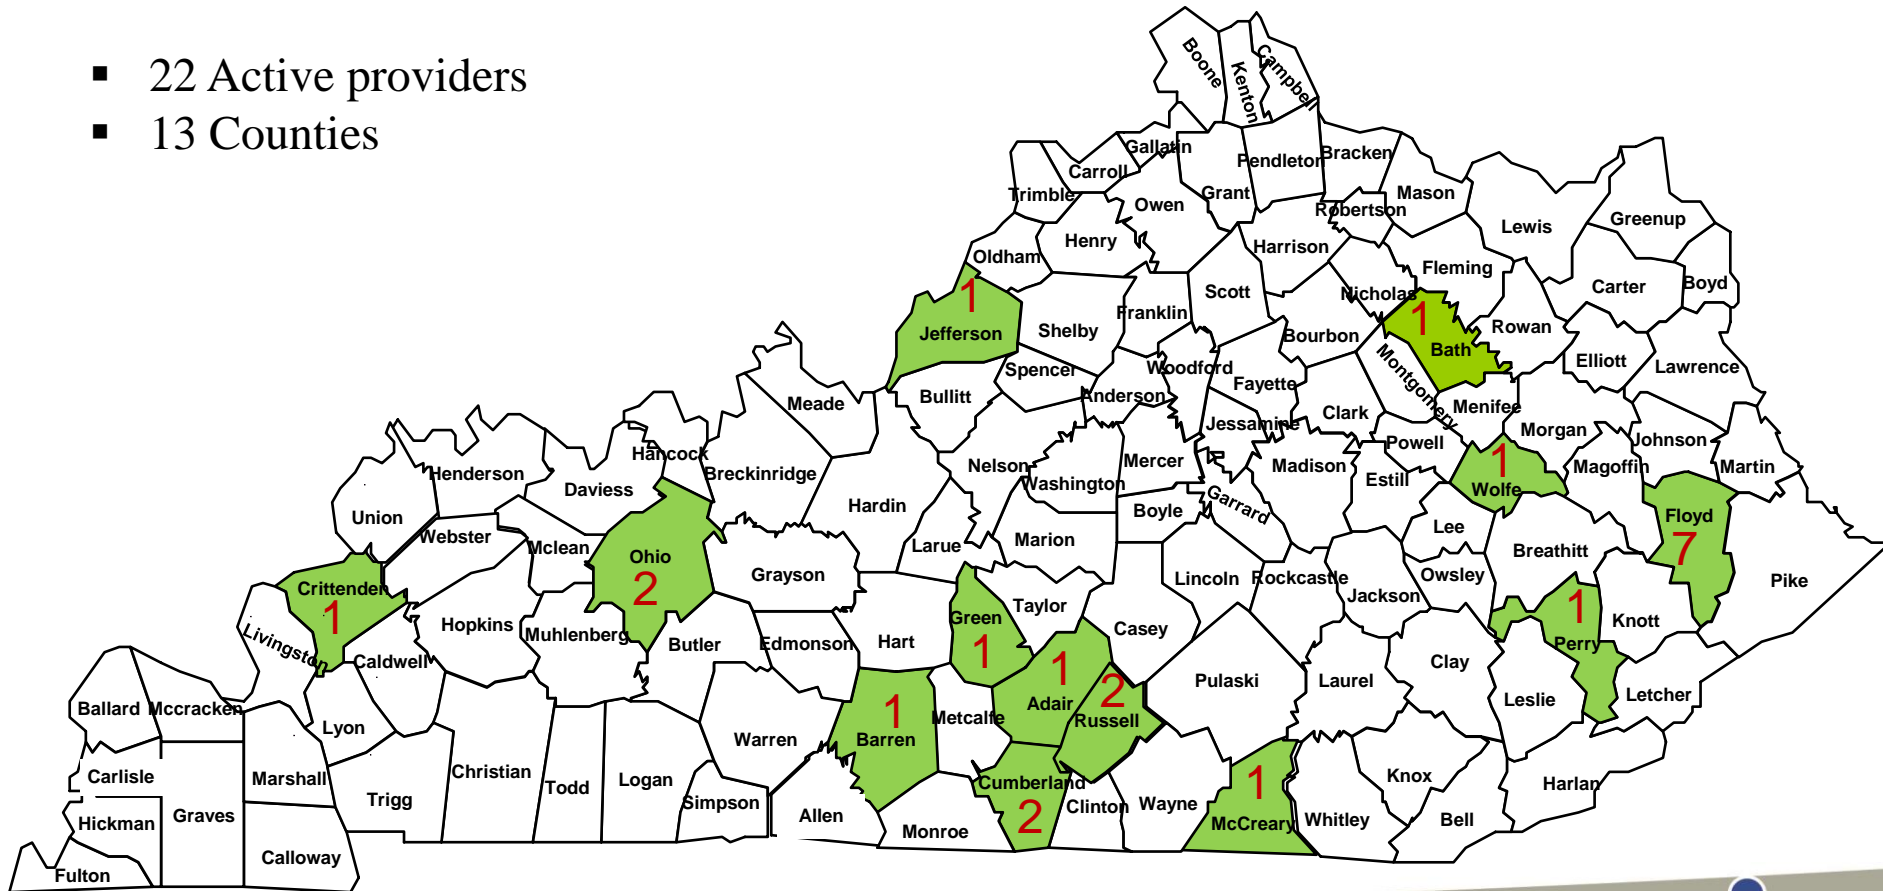 ▪ 22 Active providers
▪ 13 Counties
Boone
Kenton
Campbell
Gallatin
Carroll
Trimble
Owen
Grant
Pendleton
Bracken
Mason
Robertson
Lewis
Greenup
Henry
Oldham
Harrison
Fleming
Carter
Boyd
Scott
Nicholas
1
Jefferson
Shelby
Franklin
Bourbon
1
Bath
Rowan
Elliott
Lawrence
Spencer
Woodford
Fayette
Montgomery
Meade
Bullitt
Anderson
Jessamine
Clark
Menifee
Morgan
Powell
Johnson
Martin
Magoffin
Hancock
Breckinridge
Henderson
Daviess
Nelson
Washington
Mercer
Madison
Estill
1
Wolfe
Garrard
Hardin
Boyle
Union
Webster
Mclean
Larue
Marion
Lee
Breathitt
Floyd
7
Ohio
2
Grayson
Lincoln
Rockcastle
Jackson
Owsley
Pike
Crittenden
1
Livingston
Hopkins
Muhlenberg
Butler
Edmonson
Hart
Green
1
Taylor
Casey
1
Perry
Knott
Caldwell
Clay
Pulaski
Laurel
Leslie
Letcher
Ballard
Mccracken
Lyon
1
Barren
Metcalfe
1
Adair
2
Russell
Warren
Carlisle
Marshall
Trigg
Christian
Todd
Logan
Simpson
Allen
Monroe
Cumberland
2
Clinton
Wayne
1
McCreary
Whitley
Knox
Bell
Harlan
Hickman
Graves
Calloway
Fulton